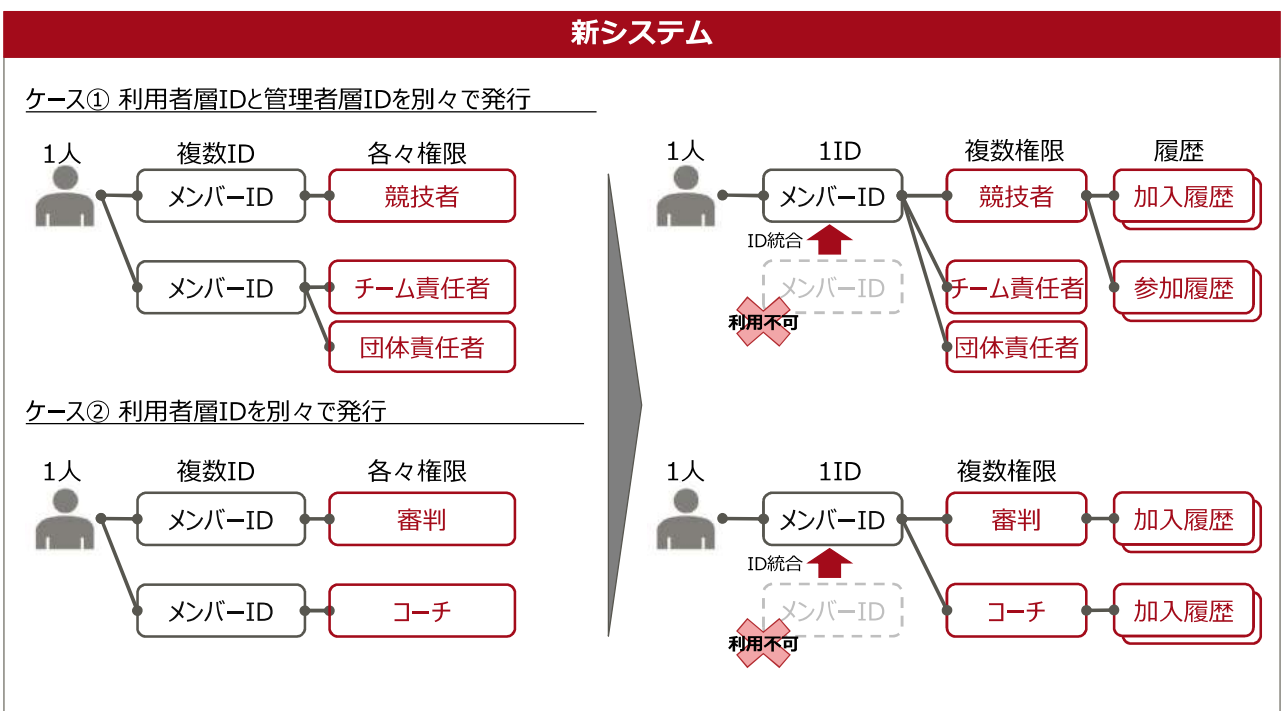 新システム
ケース① 利用者層IDと管理者層IDを別々で発行
1人 複数ID 各々権限
メンバーID 競技者
メンバーID チーム責任者
団体責任者
1人 1ID 複数権限 履歴
メンバーID 競技者 加入履歴
ID統合
メンバーID チーム責任者 参加履歴
利用不可
団体責任者
ケース② 利用者層IDを別々で発行
1人 複数ID 各々権限
メンバーID 審判
メンバーID コーチ
1人 1ID 複数権限
メンバーID 審判 加入履歴
ID統合
メンバーID コーチ 加入履歴
利用不可